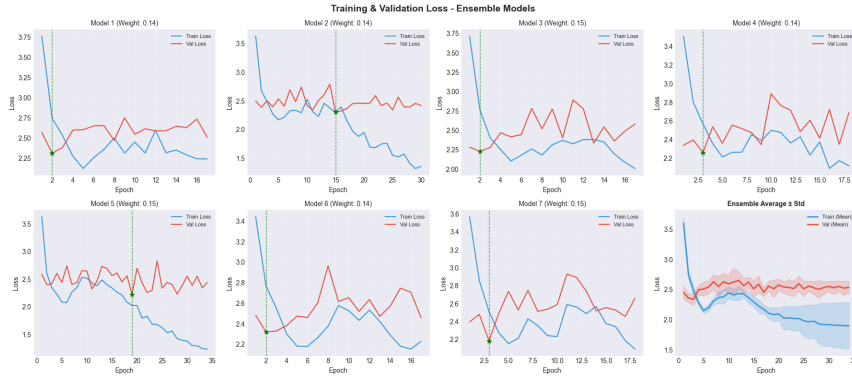 Training & Validation Loss - Ensemble Models
Model 1 (Weight: 0.14)
Loss
3.75
3.50
3.25
3.00
2.75
2.50
2.25
Train Loss
Val Loss
2 4 6 8 10 12 14 16
Epoch
Model 2 (Weight: 0.14)
Loss
3.5
3.0
2.5
2.0
1.5
Train Loss
Val Loss
0 5 10 15 20 25 30
Epoch
Model 3 (Weight: 0.15)
Loss
3.75
3.50
3.25
3.00
2.75
2.50
2.25
2.00
Train Loss
Val Loss
2 4 6 8 10 12 14 16
Epoch
Model 4 (Weight: 0.14)
Loss
3.50
3.25
3.00
2.75
2.50
2.25
2.00
Train Loss
Val Loss
2.5 5.0 7.5 10.0 12.5 15.0 17.5
Epoch
Model 5 (Weight: 0.15)
Loss
3.5
3.0
2.5
2.0
1.5
Train Loss
Val Loss
0 5 10 15 20 25 30 35
Epoch
Model 6 (Weight: 0.14)
Loss
3.4
3.2
3.0
2.8
2.6
2.4
2.2
Train Loss
Val Loss
2 4 6 8 10 12 14 16
Epoch
Model 7 (Weight: 0.15)
Loss
3.6
3.4
3.2
3.0
2.8
2.6
2.4
2.2
Train Loss
Val Loss
2.5 5.0 7.5 10.0 12.5 15.0 17.5
Epoch
Ensemble Average ± Std
Loss
3.5
3.0
2.5
2.0
1.5
Train (Mean)
Val (Mean)
0 5 10 15 20 25 30 35
Epoch